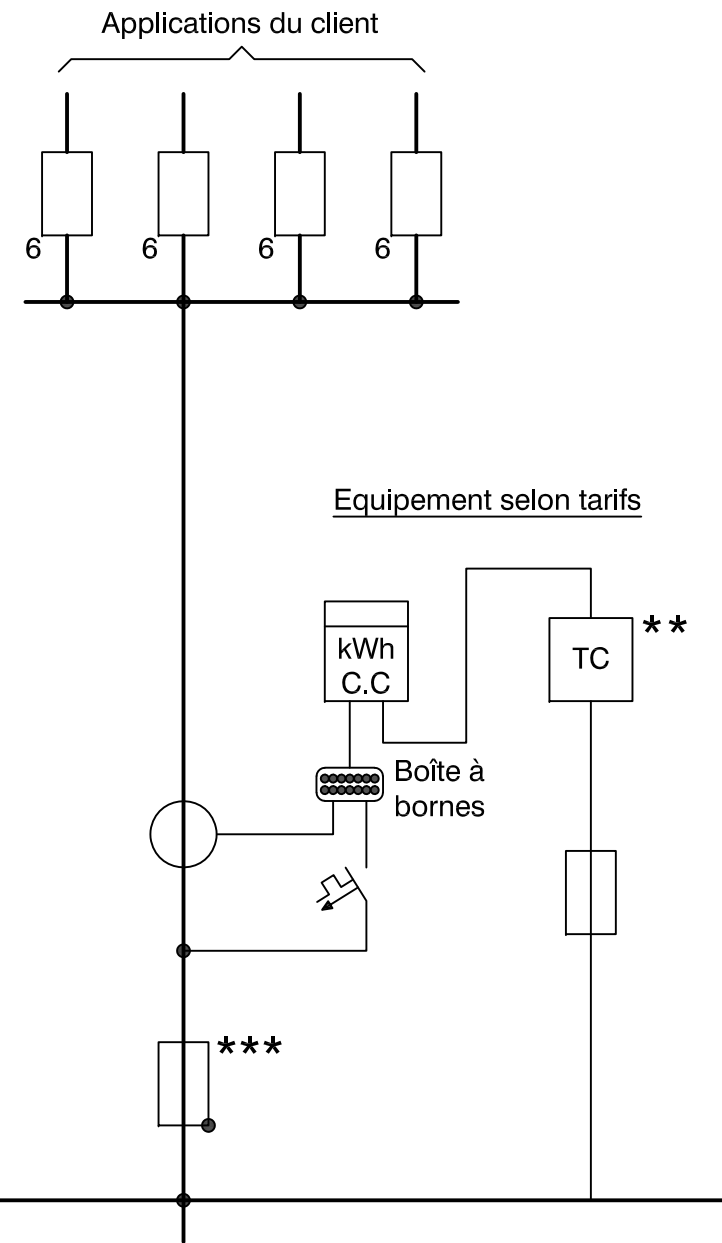 Applications du client
6 6 6 6
Equipement selon tarifs
kWh
C.C
TC
**
Boîte à
bornes
***